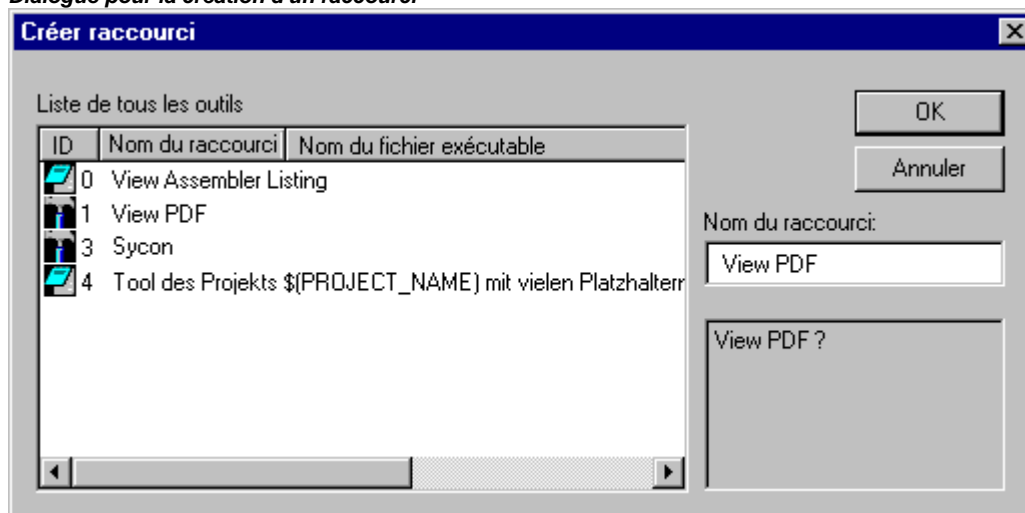 Dialogue pour la création d'un raccourci
Créer raccourci
Liste de tous les outils
ID Nom du raccourci Nom du fichier exécutable
0 View Assembler Listing
1 View PDF
3 Sycon
4 Tool des Projekts $(PROJECT_NAME) mit vielen Platzhaltern
OK
Annuler
Nom du raccourci:
View PDF
View PDF ?